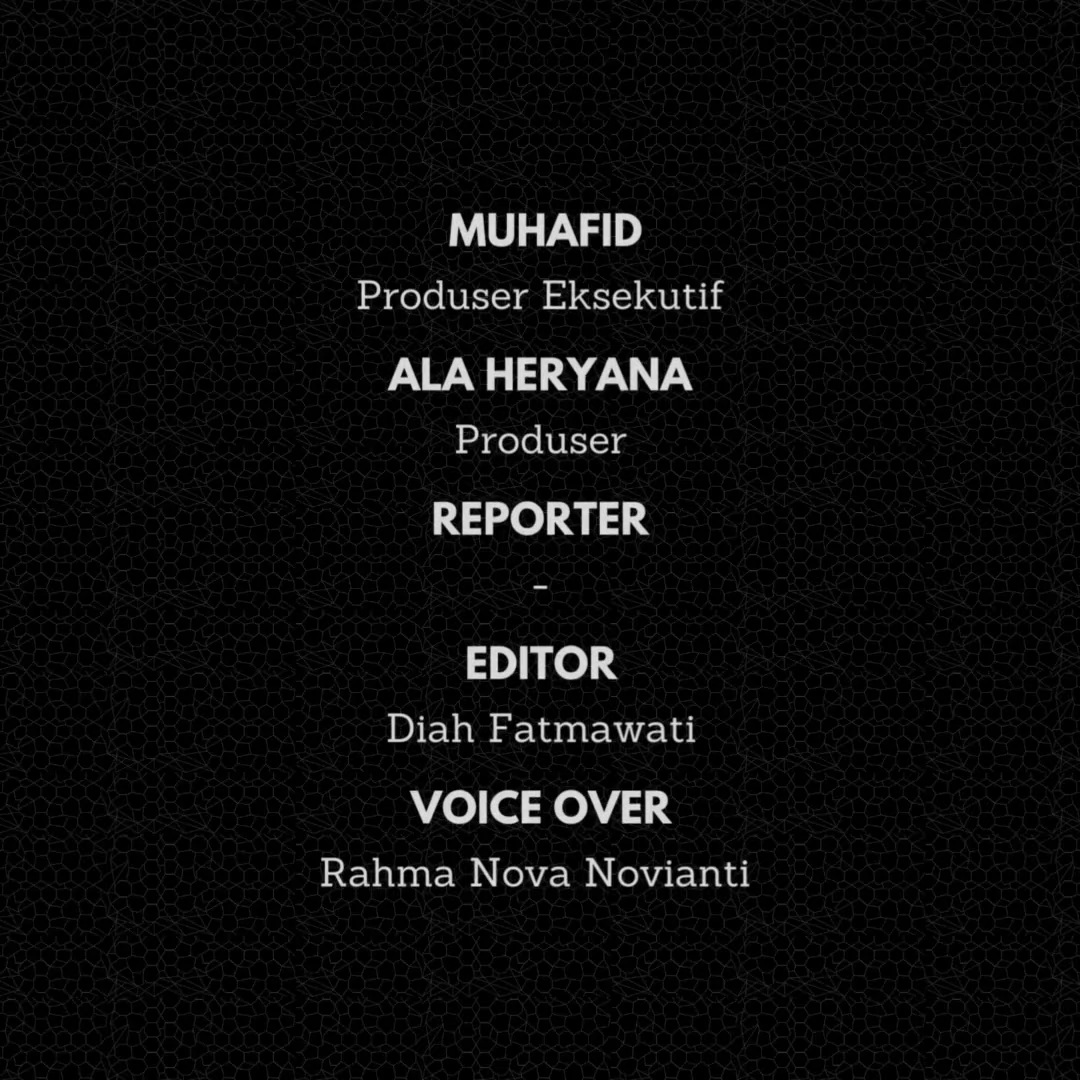 MUHAFID
Produser Eksekutif
ALA HERYANA
Produser
REPORTER
-
EDITOR
Diah Fatmawati
VOICE OVER
Rahma Nova Novianti